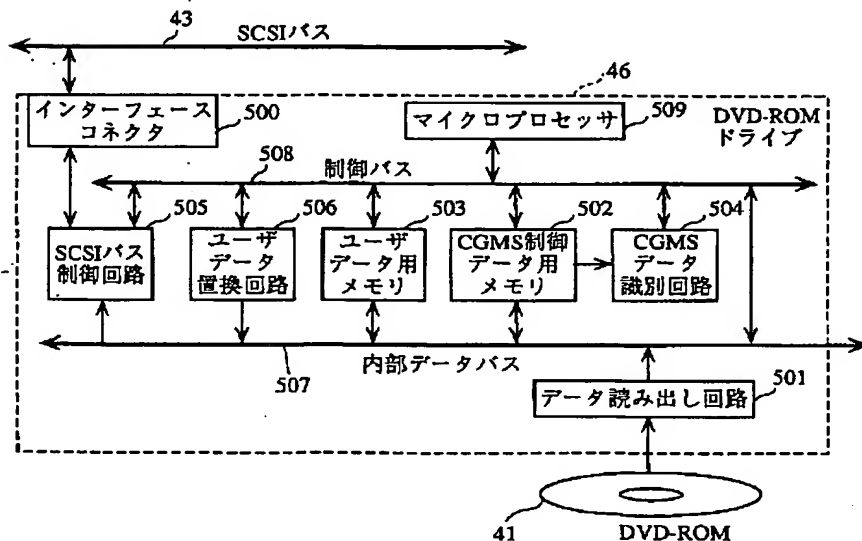 43
SCSIバス
46
インターフェース
コネクタ
500
マイクロプロセッサ
509
DVD-ROM
ドライブ
508
制御バス
505
506
503
502
504
SCSIバス
制御回路
ユーザ
データ
置換回路
ユーザ
データ用
メモリ
CGMS制御
データ用
メモリ
CGMS
データ
識別回路
507
内部データバス
501
データ読み出し回路
41
DVD-ROM